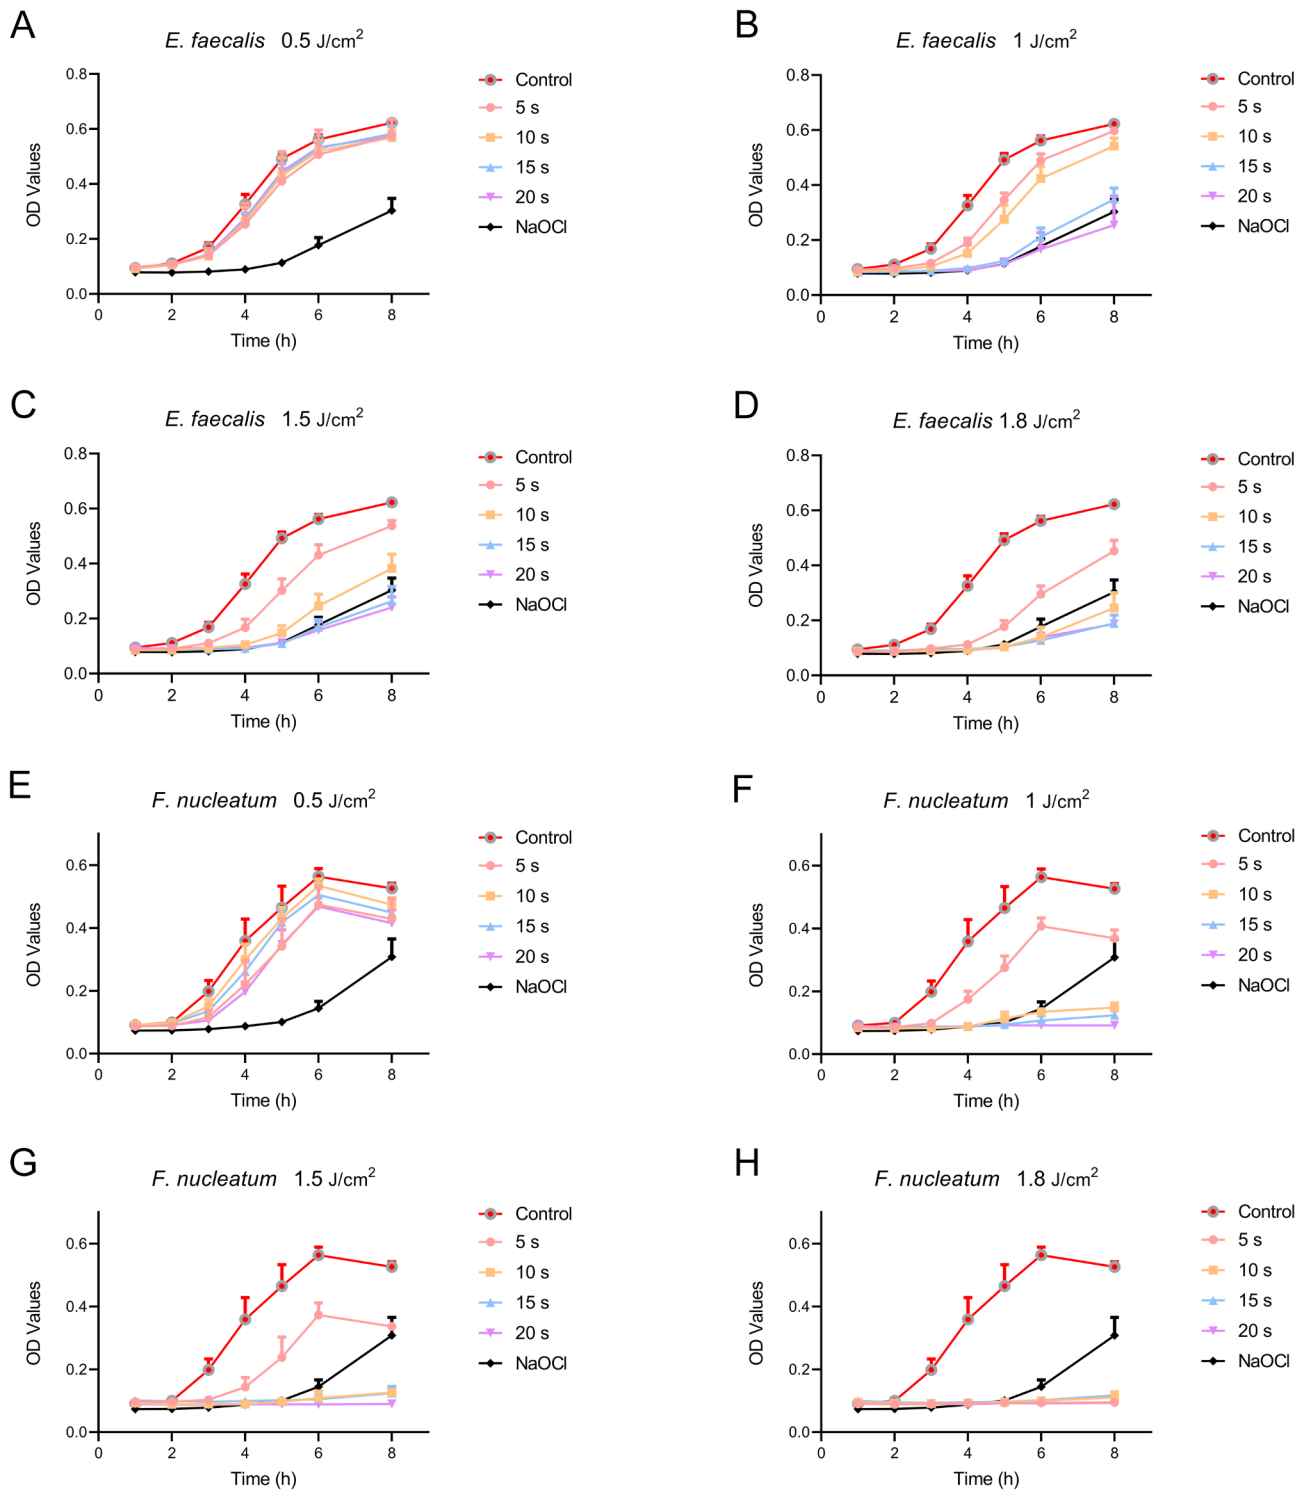 A
E. faecalis 0.5 J/cm²
OD Values
0.8
0.6
0.4
0.2
0.0
0 2 4 6 8
Time (h)
Control
5 s
10 s
15 s
20 s
NaOCl
B
E. faecalis 1 J/cm²
OD Values
0.8
0.6
0.4
0.2
0.0
0 2 4 6 8
Time (h)
Control
5 s
10 s
15 s
20 s
NaOCl
C
E. faecalis 1.5 J/cm²
OD Values
0.8
0.6
0.4
0.2
0.0
0 2 4 6 8
Time (h)
Control
5 s
10 s
15 s
20 s
NaOCl
D
E. faecalis 1.8 J/cm²
OD Values
0.8
0.6
0.4
0.2
0.0
0 2 4 6 8
Time (h)
Control
5 s
10 s
15 s
20 s
NaOCl
E
F. nucleatum 0.5 J/cm²
OD Values
0.6
0.4
0.2
0.0
0 2 4 6 8
Time (h)
Control
5 s
10 s
15 s
20 s
NaOCl
F
F. nucleatum 1 J/cm²
OD Values
0.6
0.4
0.2
0.0
0 2 4 6 8
Time (h)
Control
5 s
10 s
15 s
20 s
NaOCl
G
F. nucleatum 1.5 J/cm²
OD Values
0.6
0.4
0.2
0.0
0 2 4 6 8
Time (h)
Control
5 s
10 s
15 s
20 s
NaOCl
H
F. nucleatum 1.8 J/cm²
OD Values
0.6
0.4
0.2
0.0
0 2 4 6 8
Time (h)
Control
5 s
10 s
15 s
20 s
NaOCl